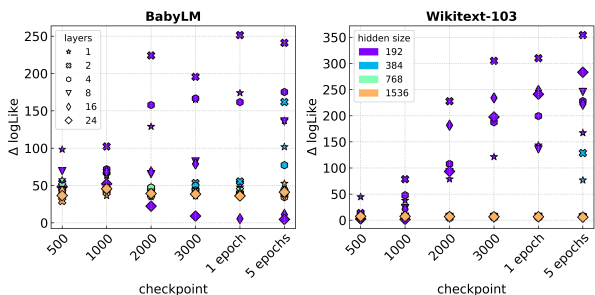 BabyLM
Δ logLike
250
200
150
100
50
0
layers
1
2
4
8
16
24
500
1000
2000
3000
1 epoch
5 epochs
checkpoint
Wikitext-103
Δ logLike
350
300
250
200
150
100
50
0
hidden size
192
384
768
1536
500
1000
2000
3000
1 epoch
5 epochs
checkpoint